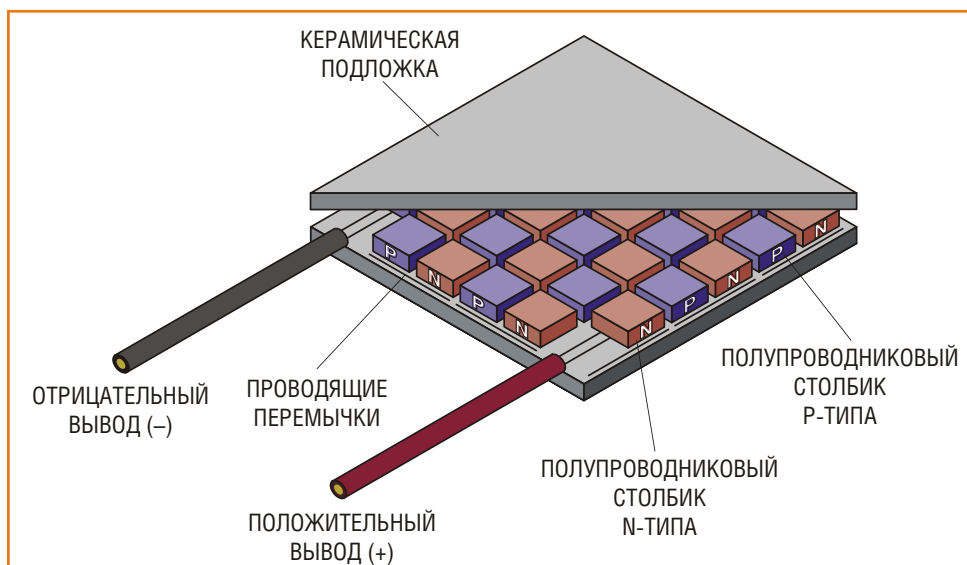 КЕРАМИЧЕСКАЯ
ПОДЛОЖКА
P
N
P
N
N
P
N
P
N
ОТРИЦАТЕЛЬНЫЙ
ВЫВОД (–)
ПРОВОДЯЩИЕ
ПЕРЕМЫЧКИ
ПОЛОЖИТЕЛЬНЫЙ
ВЫВОД (+)
ПОЛУПРОВОДНИКОВЫЙ
СТОЛБИК
N-ТИПА
ПОЛУПРОВОДНИКОВЫЙ
СТОЛБИК
P-ТИПА